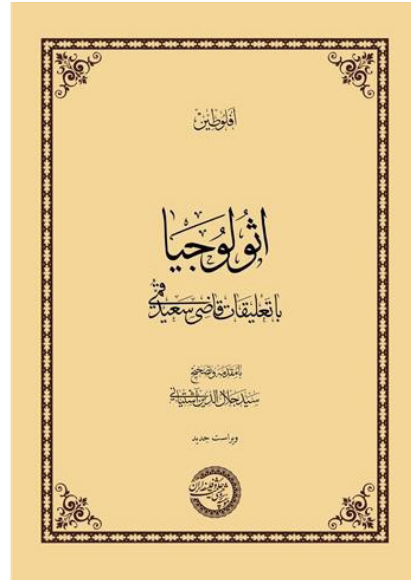 افلوطین
اثولوجیا
با تعلیقات قاضی سعید قمی
با مقدمه و تصحیح
سید جلال‌الدین آشتیانی
ویراست جدید